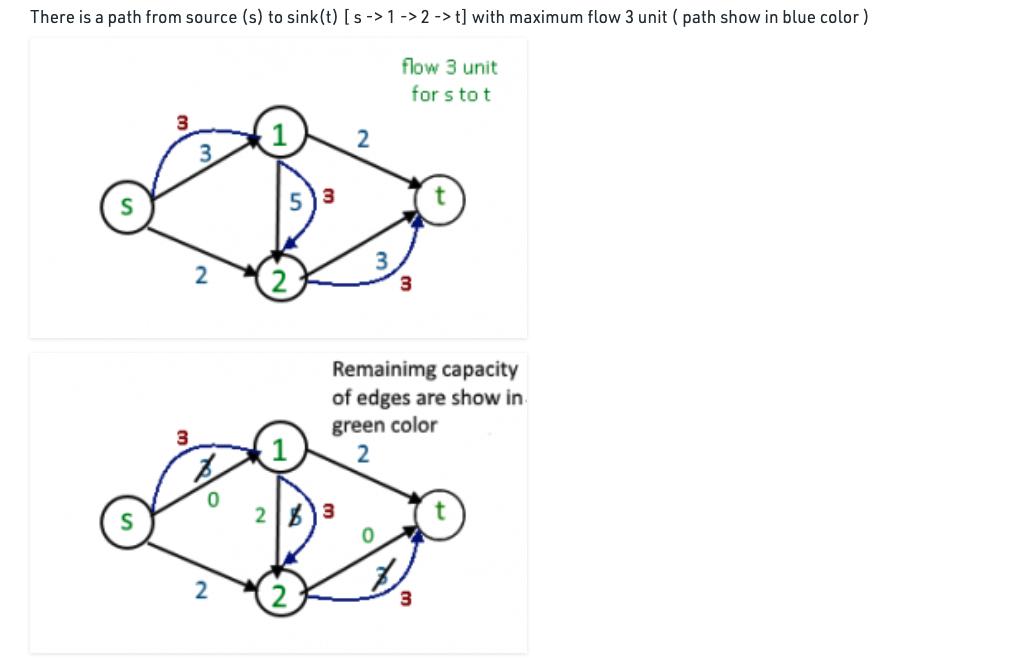 There is a path from source (s) to sink(t) [ s -> 1 -> 2 -> t] with maximum flow 3 unit ( path show in blue color )
flow 3 unit
for s to t
3
1
2
3
s
5
3
t
3
2
2
3
Remainimg capacity
of edges are show in
green color
3
1
2
3
0
s
2
5
3
t
0
3
2
2
3